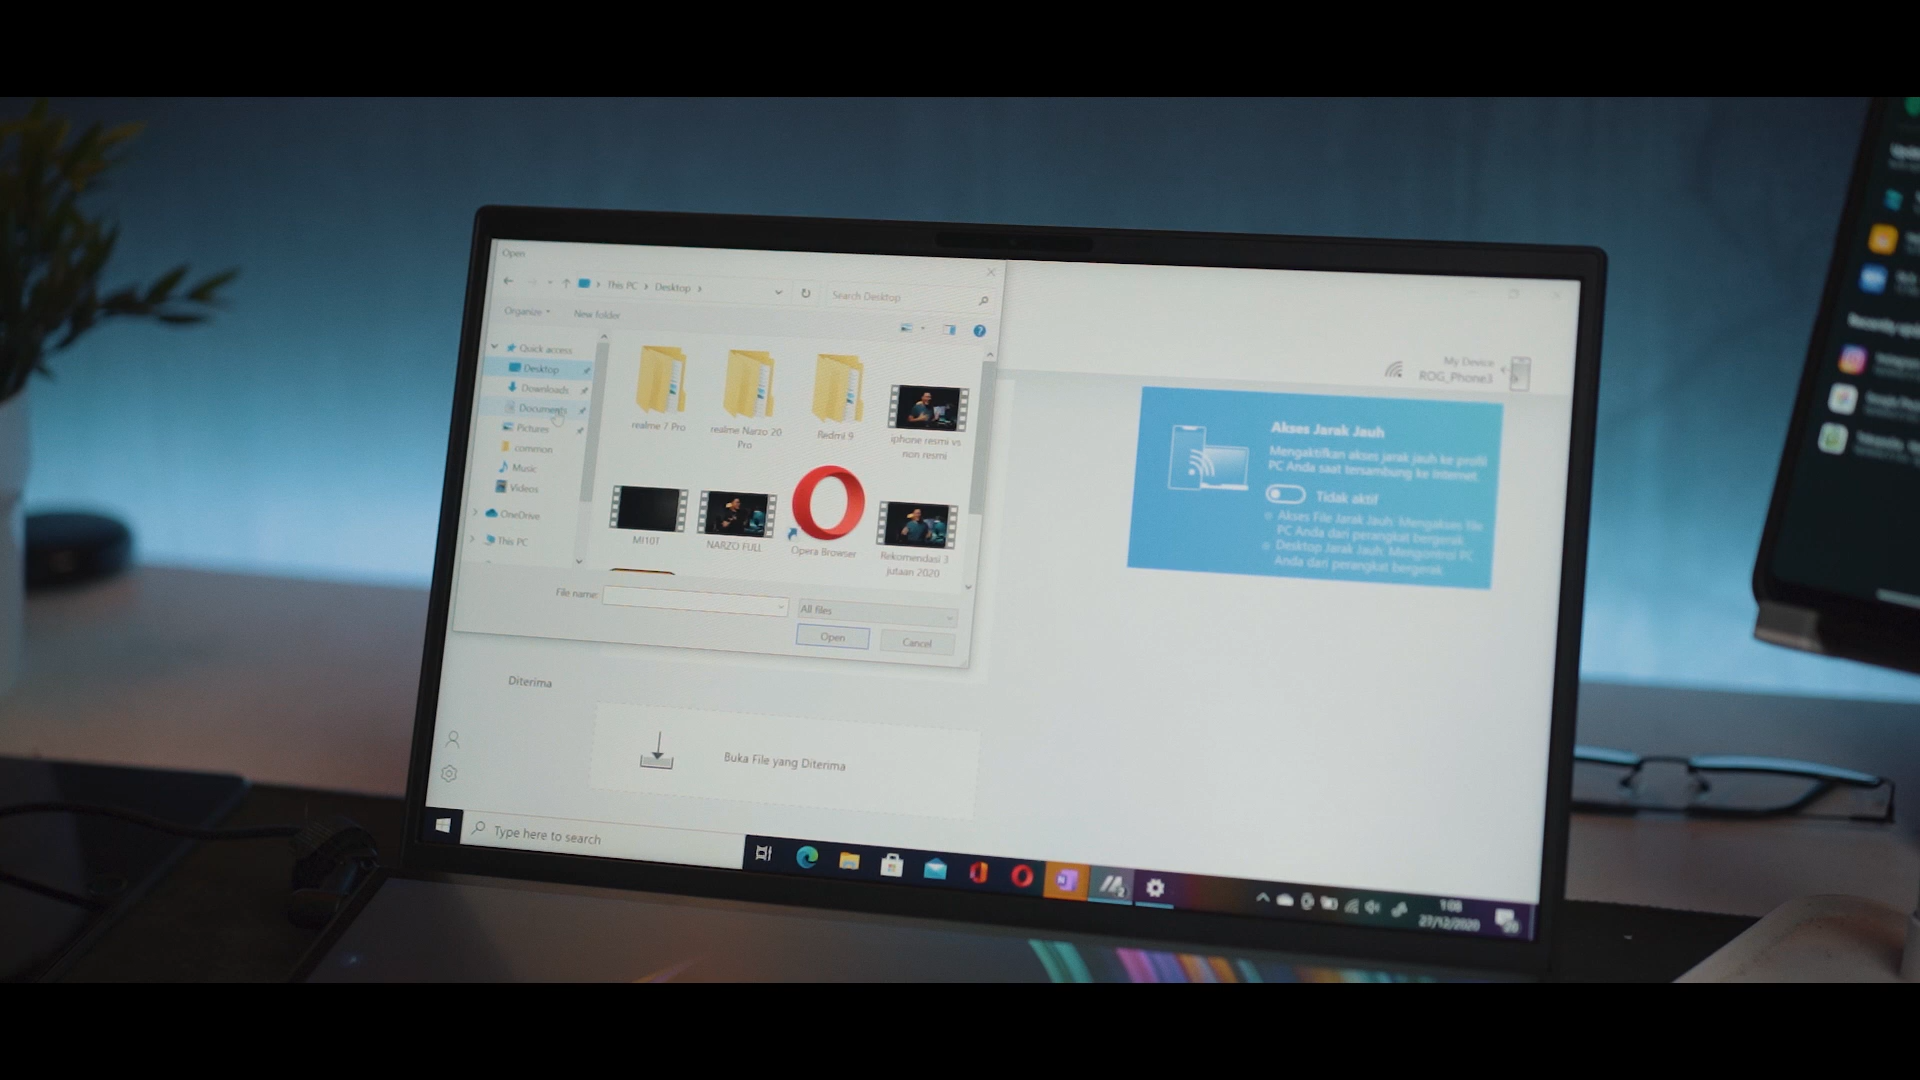 Open
This PC > Desktop >
Search Desktop
Organize
New folder
Quick access
Desktop
Downloads
Documents
Pictures
common
Music
Videos
OneDrive
This PC
realme 7 Pro
realme Narzo 20
Pro
Redmi 9
iphone resmi vs
non resmi
MI10T
NARZO FULL
Opera Browser
Rekomendasi 3
jutaan 2020
File name:
All files
Open
Cancel
My Device
ROG_Phone3
Akses Jarak Jauh
Mengaktifkan akses jarak jauh ke profil
PC Anda saat tersambung ke Internet.
Tidak aktif
Akses File Jarak Jauh: Mengakses file
PC Anda dari perangkat bergerak.
Desktop Jarak Jauh: Mengontrol PC
Anda dari perangkat bergerak.
Diterima
Buka File yang Diterima
Type here to search
1:08
27/12/2020
Recently